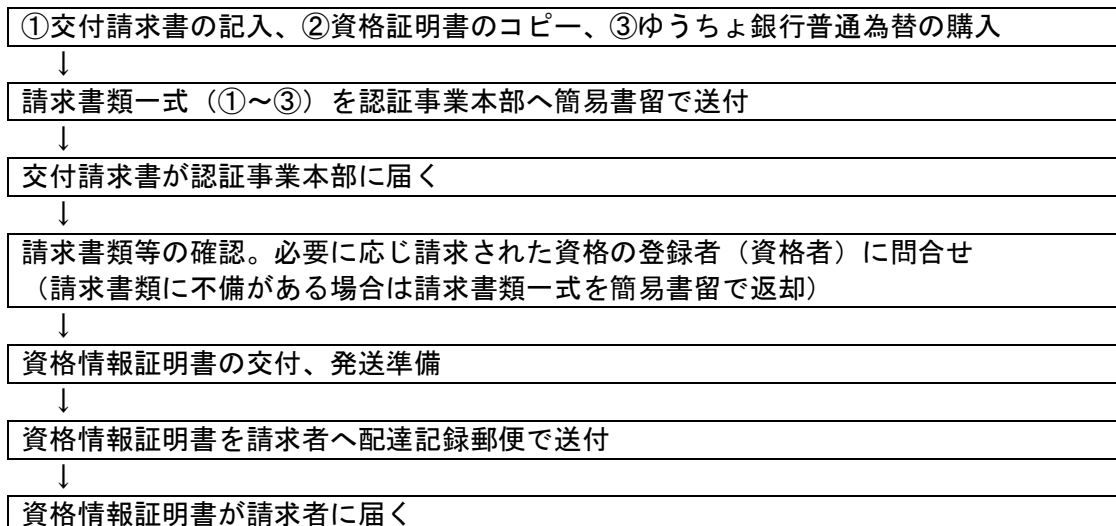 ①交付請求書の記入、②資格証明書のコピー、③ゆうちょ銀行普通為替の購入
↓
請求書類一式（①～③）を認証事業本部へ簡易書留で送付
↓
交付請求書が認証事業本部に届く
↓
請求書類等の確認。必要に応じ請求された資格の登録者（資格者）に問合せ
（請求書類に不備がある場合は請求書類一式を簡易書留で返却）
↓
資格情報証明書の交付、発送準備
↓
資格情報証明書を請求者へ配達記録郵便で送付
↓
資格情報証明書が請求者に届く